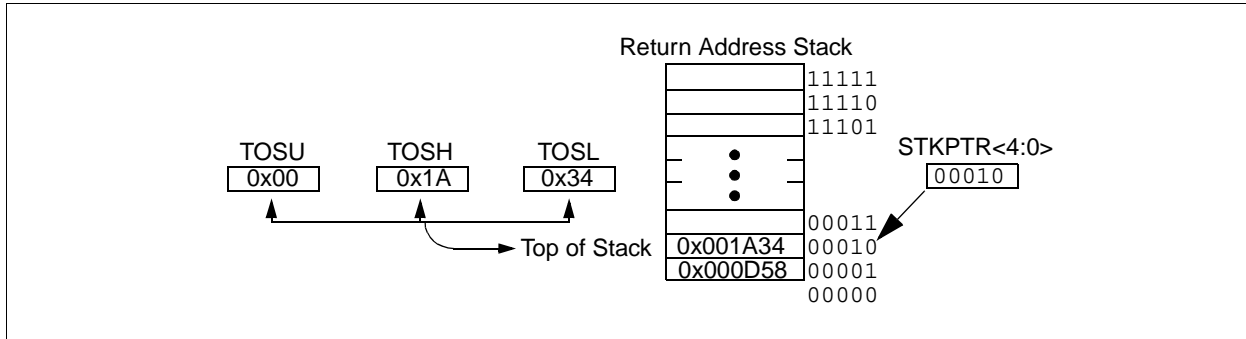 Return Address Stack
11111
11110
11101
TOSU TOSH TOSL STKPTR<4:0>
0x00 0x1A 0x34 00010
00011
Top of Stack 0x001A34 00010
0x000D58 00001
00000